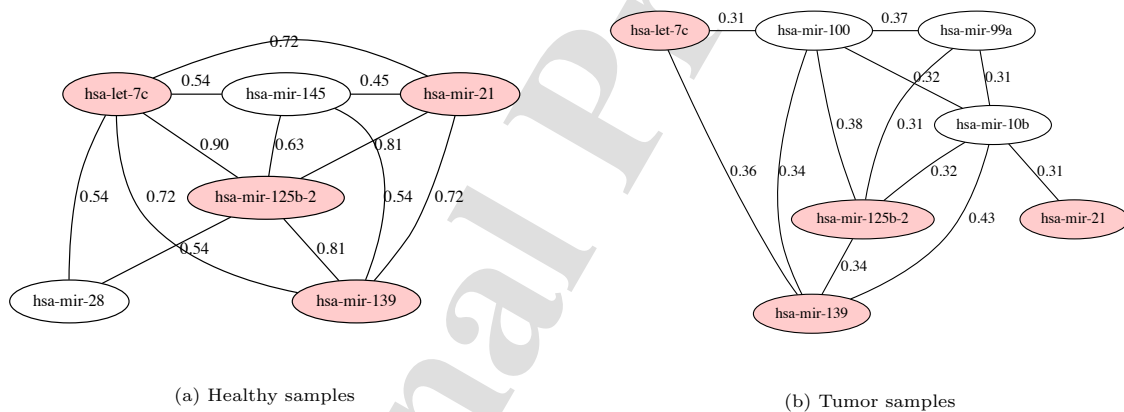 0.72
hsa-let-7c
0.54
hsa-mir-145
0.45
hsa-mir-21
0.90
0.63
0.81
hsa-mir-125b-2
0.54
0.72
0.54
0.72
0.54
0.81
hsa-mir-28
hsa-mir-139
(a) Healthy samples
hsa-let-7c
0.31
hsa-mir-100
0.37
hsa-mir-99a
0.32
0.31
hsa-mir-10b
0.38
0.31
0.36
0.34
0.32
0.31
hsa-mir-125b-2
hsa-mir-21
0.43
0.34
hsa-mir-139
(b) Tumor samples
nal Pr